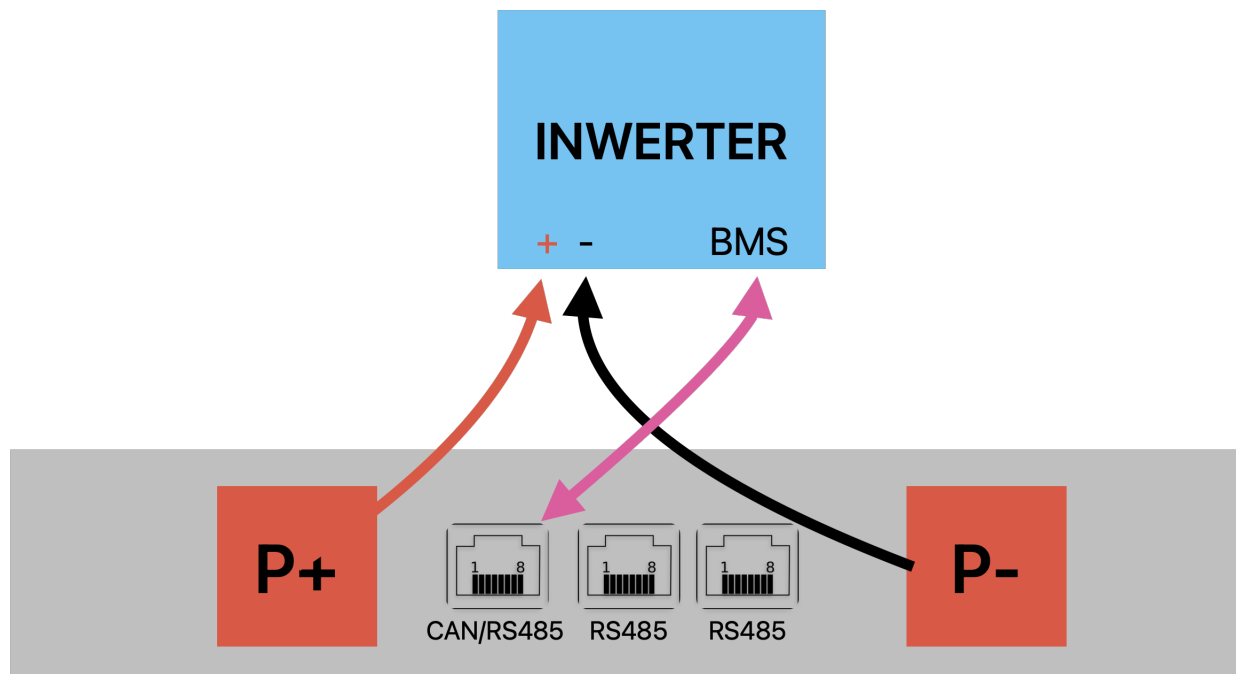 INWERTER
+ - BMS
P+
1 8
1 8
1 8
P-
CAN/RS485 RS485 RS485